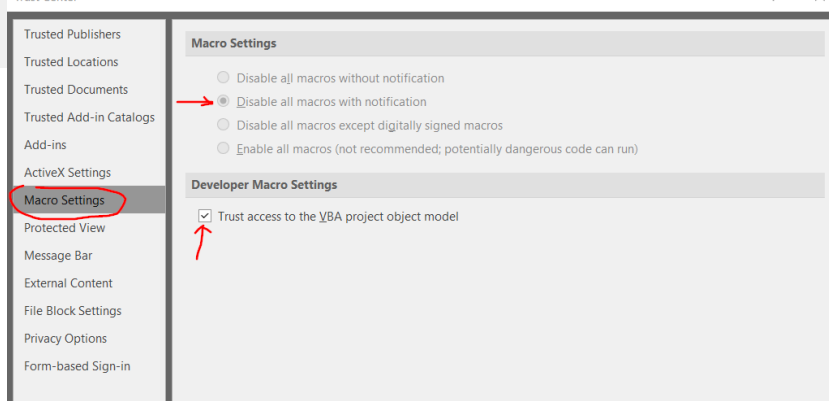 Trusted Publishers
Trusted Locations
Trusted Documents
Trusted Add-in Catalogs
Add-ins
ActiveX Settings
Macro Settings
Protected View
Message Bar
External Content
File Block Settings
Privacy Options
Form-based Sign-in
Macro Settings
Disable all macros without notification
Disable all macros with notification
Disable all macros except digitally signed macros
Enable all macros (not recommended; potentially dangerous code can run)
Developer Macro Settings
Trust access to the VBA project object model